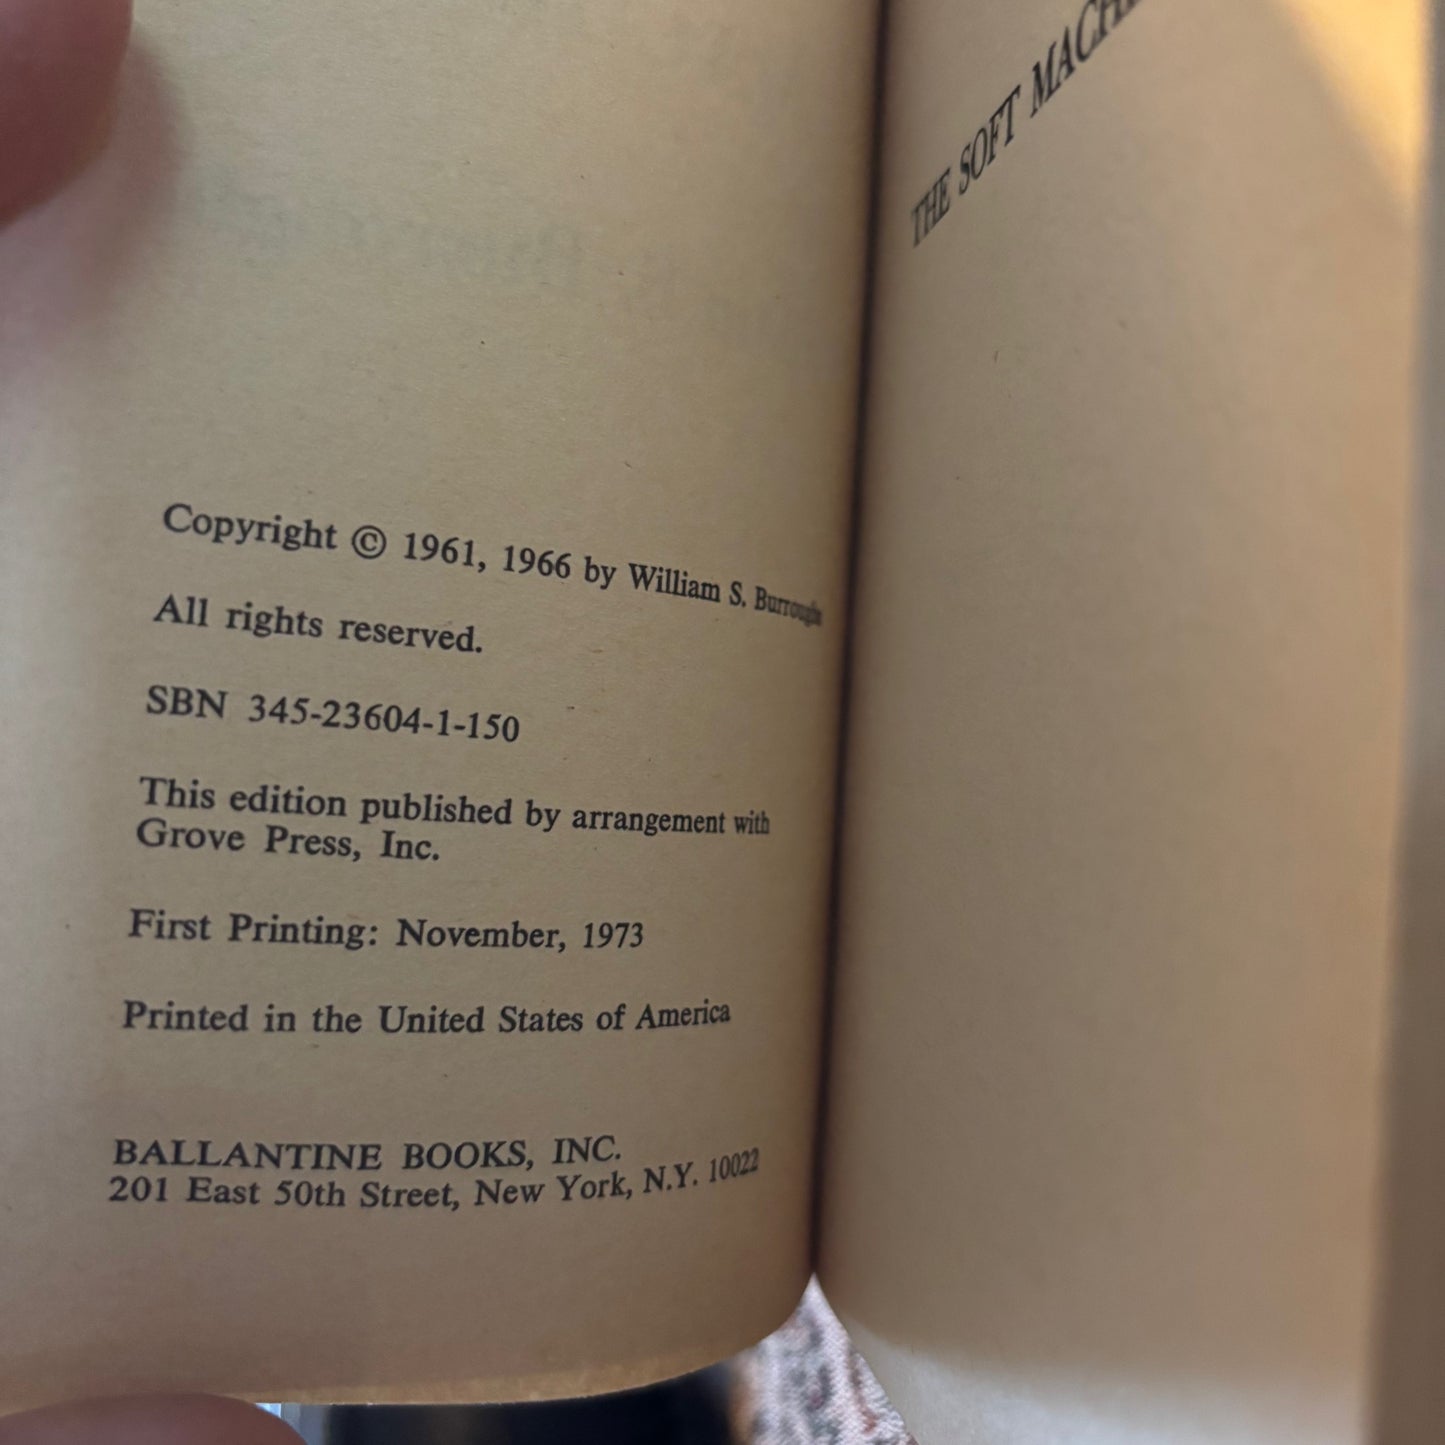 Copyright © 1961, 1966 by William S. Burroughs
All rights reserved.
SBN 345-23604-1-150
This edition published by arrangement with
Grove Press, Inc.
First Printing: November, 1973
Printed in the United States of America
BALLANTINE BOOKS, INC.
201 East 50th Street, New York, N.Y. 10022
THE SOFT